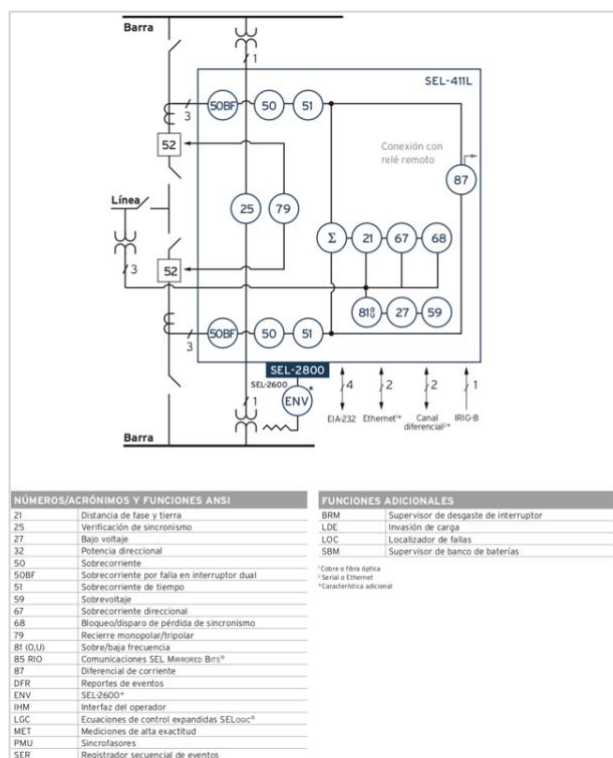 Barra
1
SEL-411L
50BF
50
51
3
52
Conexión con
relé remoto
87
Línea
25
79
Σ
21
67
68
3
52
81 O U
27
59
50BF
50
51
3
SEL-2800
SEL-2600
ENV
*
1
4
2
2
1
EIA-232
Ethernet¹*
Canal
diferencial²*
IRIG-B
Barra
NÚMEROS/ACRÓNIMOS Y FUNCIONES ANSI
21 Distancia de fase y tierra
25 Verificación de sincronismo
27 Bajo voltaje
32 Potencia direccional
50 Sobrecorriente
50BF Sobrecorriente por falla en interruptor dual
51 Sobrecorriente de tiempo
59 Sobrevoltaje
67 Sobrecorriente direccional
68 Bloqueo/disparo de pérdida de sincronismo
79 Recierre monopolar/tripolar
81 (O,U) Sobre/baja frecuencia
85 RIO Comunicaciones SEL MIRRORED BITS®
87 Diferencial de corriente
DFR Reportes de eventos
ENV SEL-2600*
IHM Interfaz del operador
LGC Ecuaciones de control expandidas SELOGIC®
MET Mediciones de alta exactitud
PMU Sincrofasores
SER Registrador secuencial de eventos
FUNCIONES ADICIONALES
BRM Supervisor de desgaste de interruptor
LDE Invasión de carga
LOC Localizador de fallas
SBM Supervisor de banco de baterías
¹Cobre o fibra óptica
²Serial o Ethernet
*Característica adicional